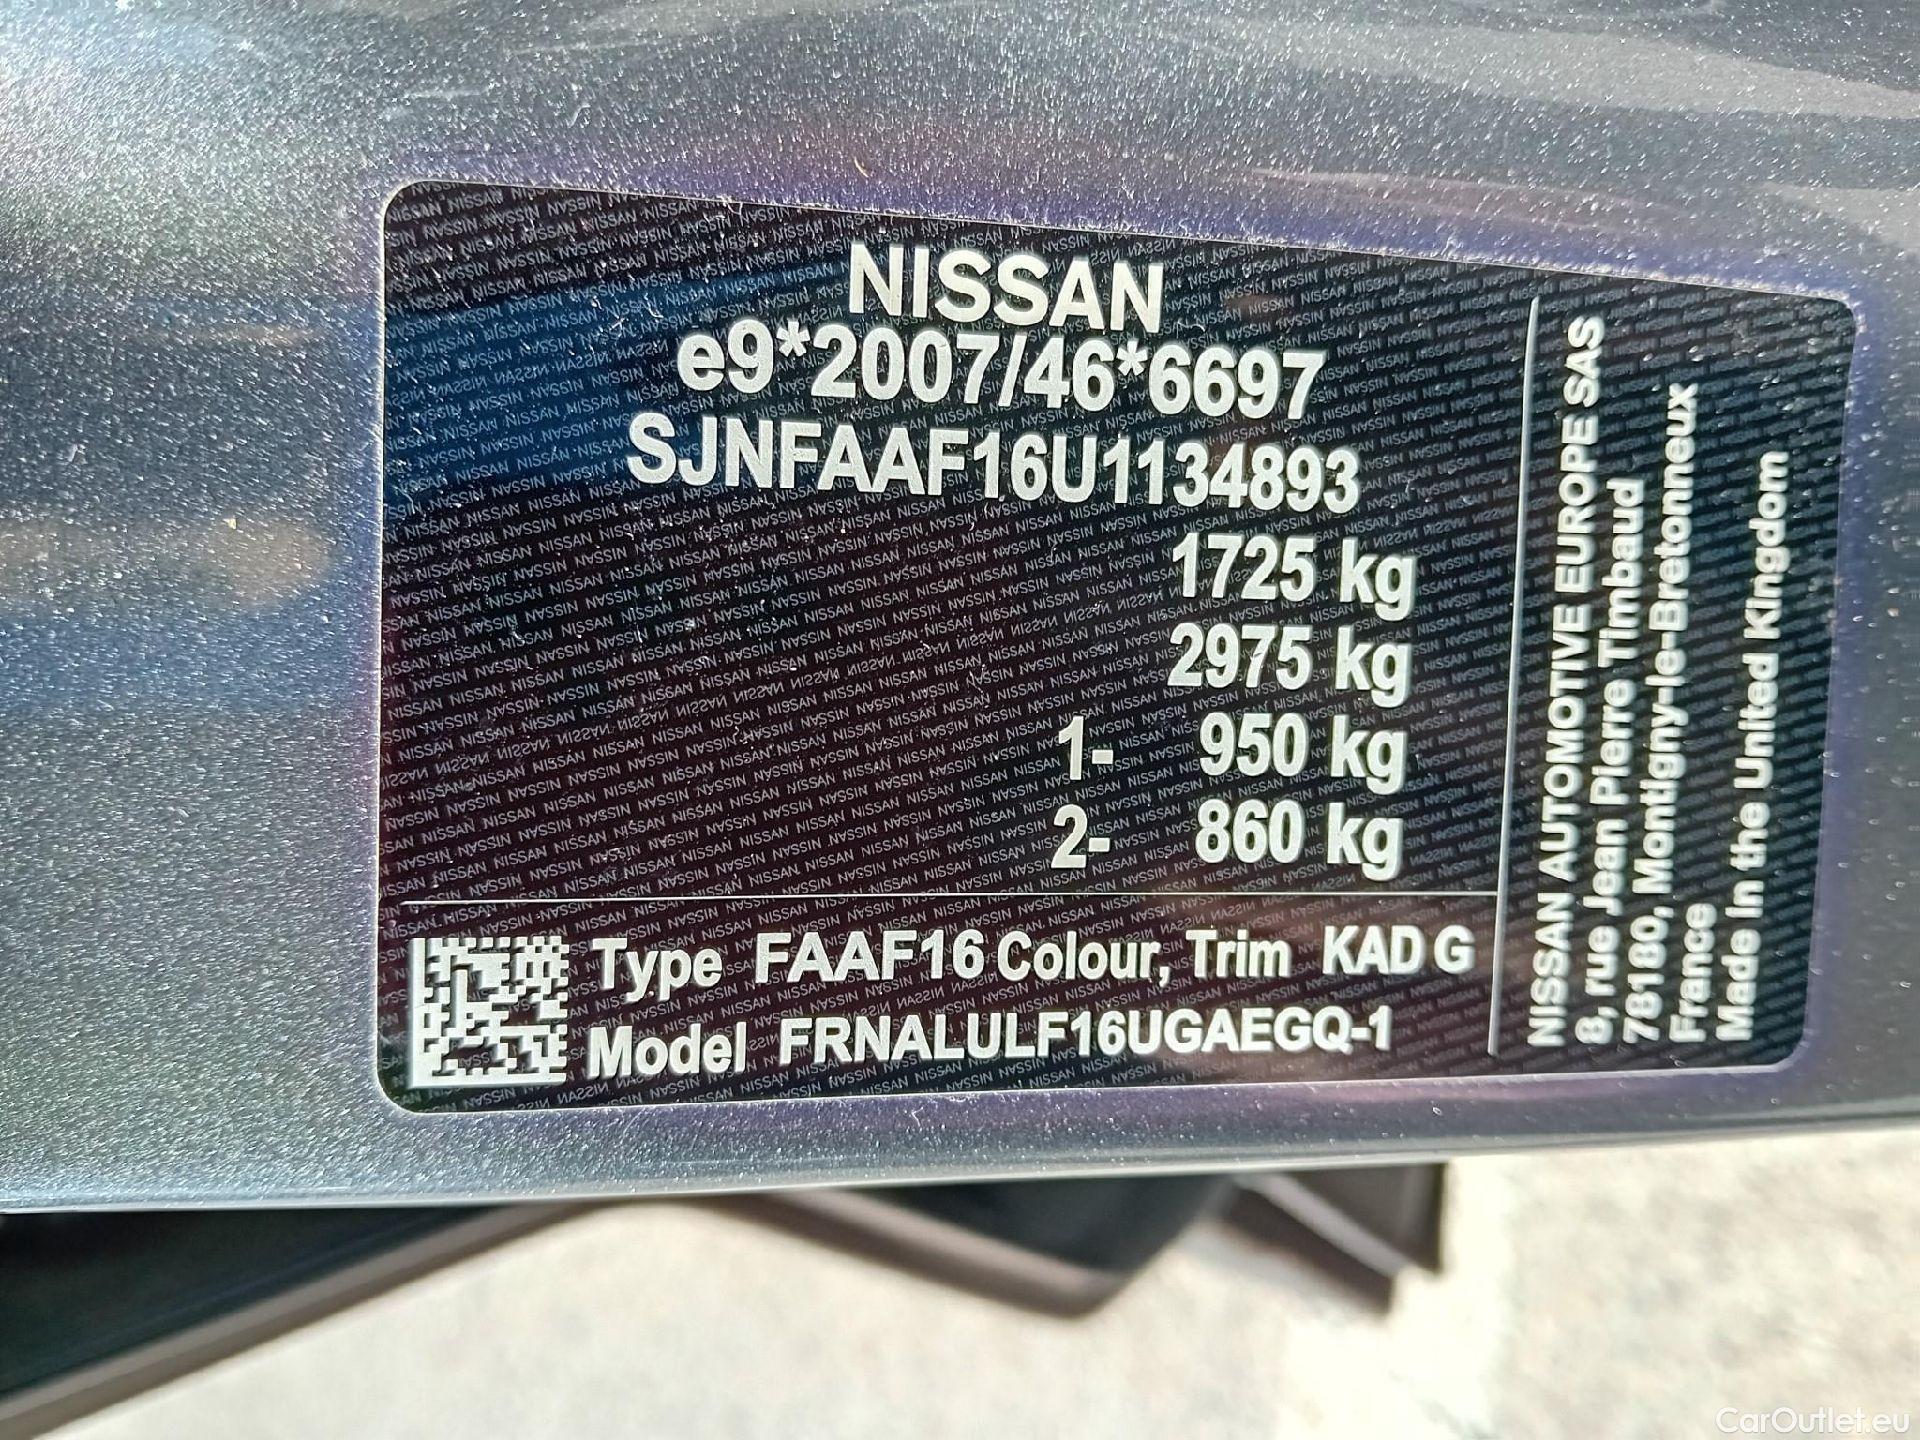 NISSAN
e9*2007/46*6697
SJNFAAF16U1134893
1725 kg
2975 kg
1- 950 kg
2- 860 kg
Type FAAF16 Colour, Trim KAD G
Model FRNALULF16UGAEGQ-1
NISSAN AUTOMOTIVE EUROPE SAS
8, rue Jean Pierre Timbaud
78180, Montigny-le-Bretonneux
France
Made in the United Kingdom
CarOutlet.eu